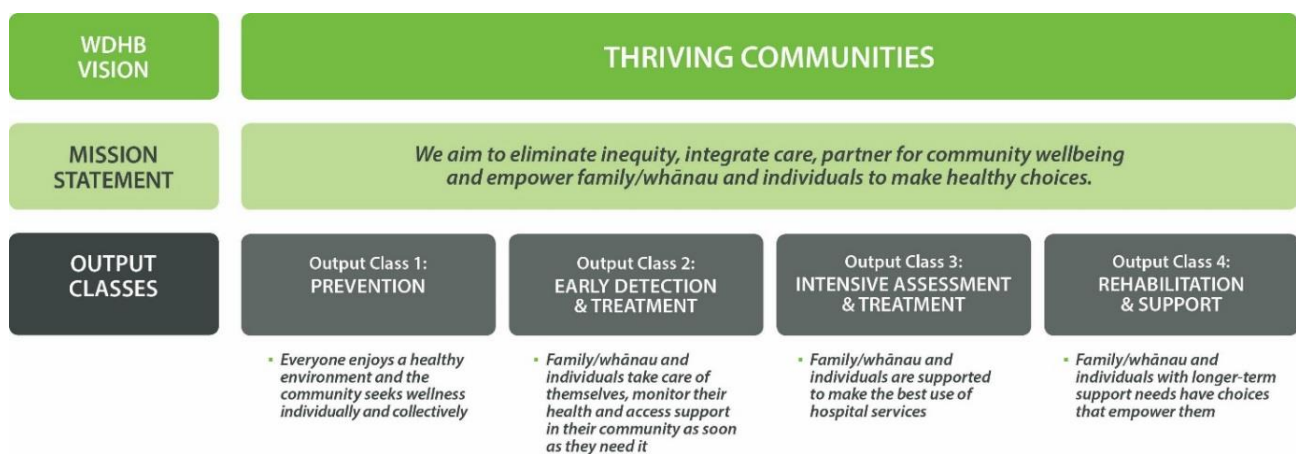 WDHB
VISION
THRIVING COMMUNITIES
MISSION
STATEMENT
We aim to eliminate inequity, integrate care, partner for community wellbeing
and empower family/whānau and individuals to make healthy choices.
OUTPUT
CLASSES
Output Class 1:
PREVENTION
Output Class 2:
EARLY DETECTION
& TREATMENT
Output Class 3:
INTENSIVE ASSESSMENT
& TREATMENT
Output Class 4:
REHABILITATION
& SUPPORT
▪ Everyone enjoys a healthy
environment and the
community seeks wellness
individually and collectively
▪ Family/whānau and
individuals take care of
themselves, monitor their
health and access support
in their community as soon
as they need it
▪ Family/whānau and
individuals are supported
to make the best use of
hospital services
▪ Family/whānau and
individuals with longer-term
support needs have choices
that empower them